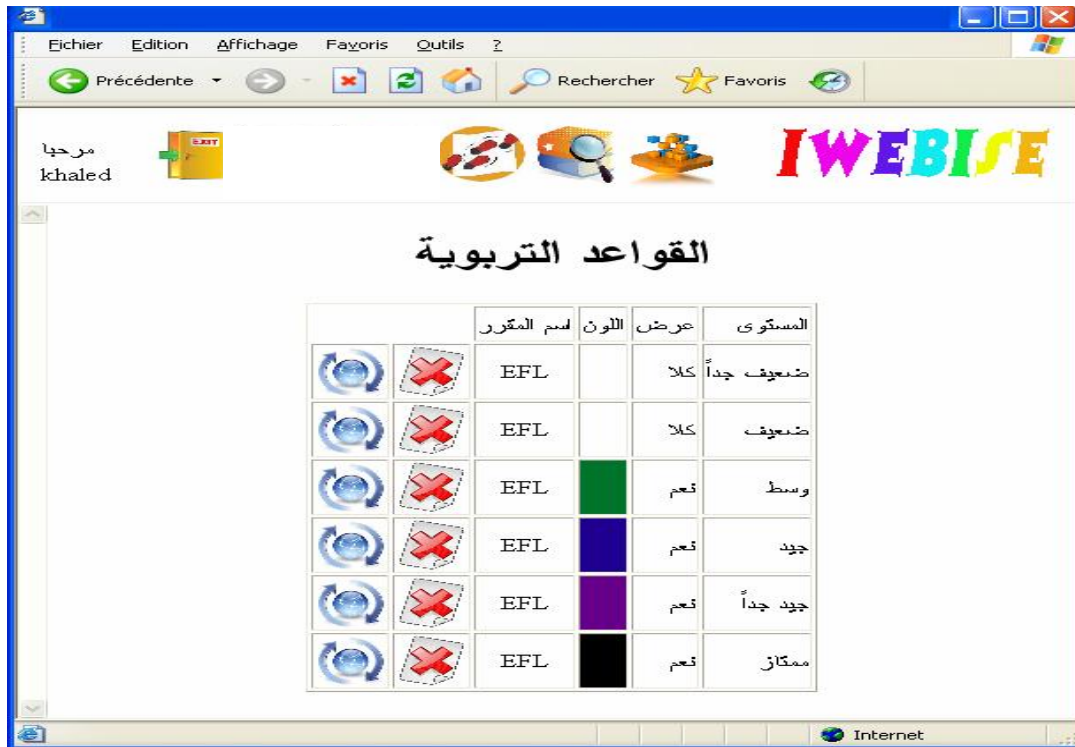 Fichier Edition Affichage Favoris Outils ?
Précédente Rechercher Favoris
مرحبا
khaled
EXIT
IWEBISE
القواعد التربوية
المستوى عرض اللون اسم المقرر
ضعيف جداً كلا EFL
ضعيف كلا EFL
وسط نعم EFL
جيد نعم EFL
جيد جداً نعم EFL
ممتاز نعم EFL
Internet